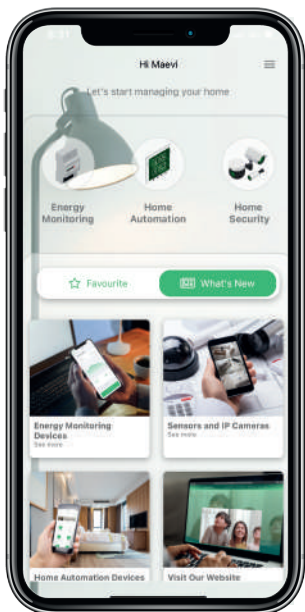 Hi Maevi
Let's start managing your home
Energy
Monitoring
Home
Automation
Home
Security
Favourite
What's New
Energy Monitoring
Devices
See more
Sensors and IP Cameras
See more
Home Automation Devices
Visit Our Website